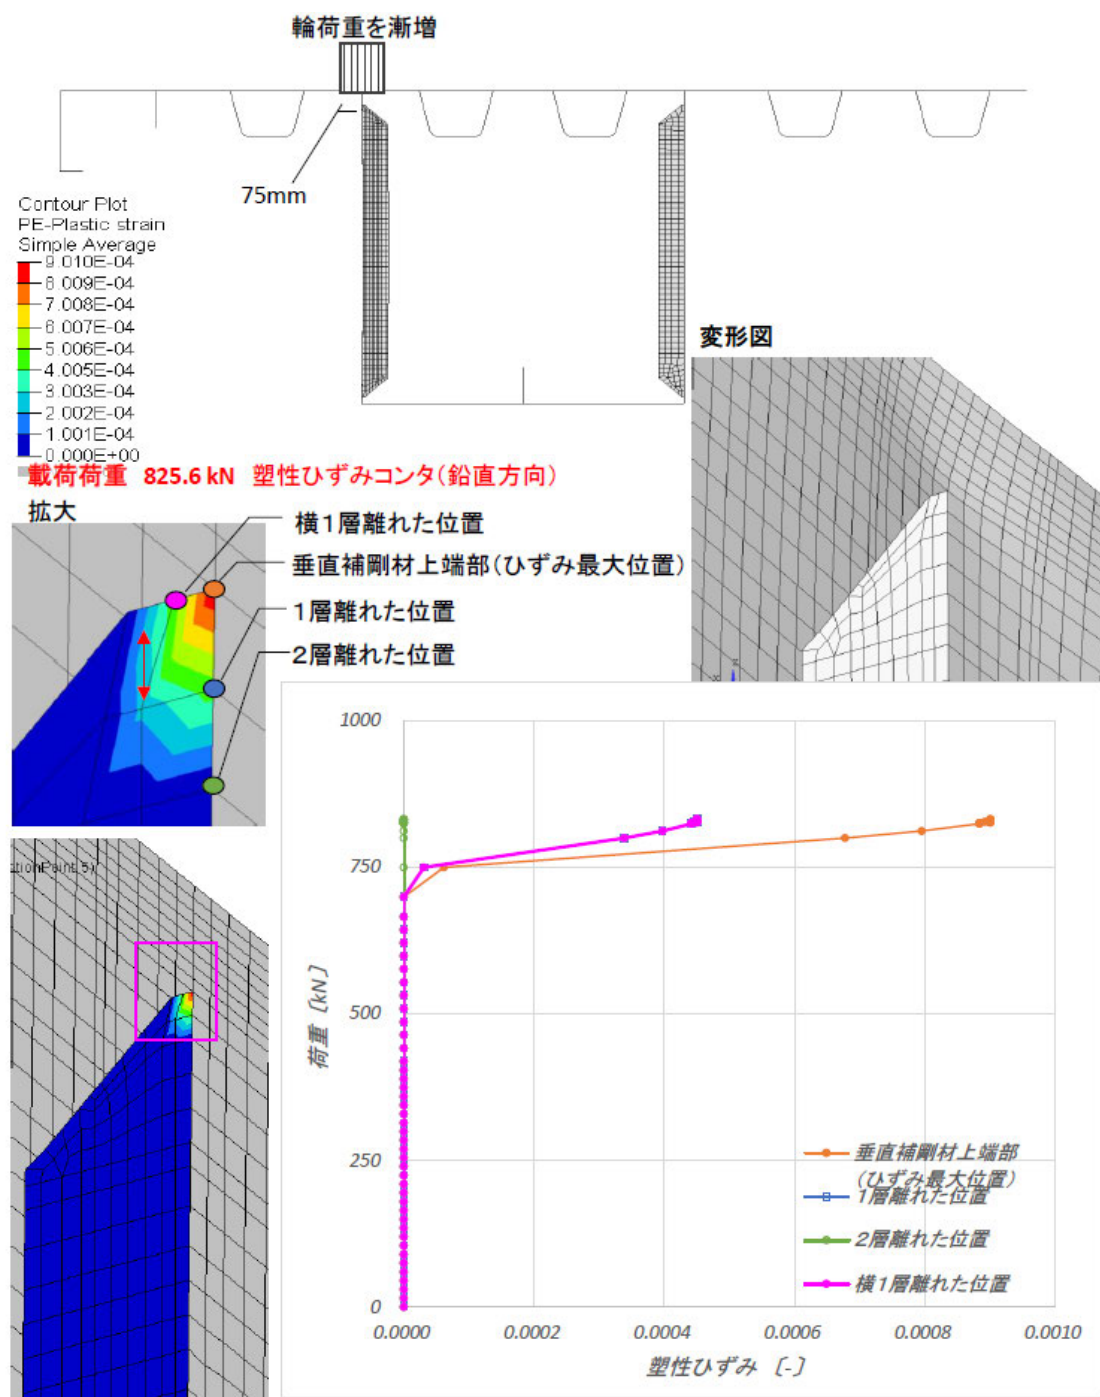 輪荷重を漸増
75mm
Contour Plot
PE-Plastic strain
Simple Average
9.010E-04
8.009E-04
7.008E-04
6.007E-04
5.006E-04
4.005E-04
3.003E-04
2.002E-04
1.001E-04
0.000E+00
変形図
載荷荷重 825.6 kN 塑性ひずみコンタ(鉛直方向)
拡大
横1層離れた位置
垂直補剛材上端部(ひずみ最大位置)
1層離れた位置
2層離れた位置
1000
750
500
250
0
荷重 〔kN〕
垂直補剛材上端部
(ひずみ最大位置)
1層離れた位置
2層離れた位置
横1層離れた位置
0.0000 0.0002 0.0004 0.0006 0.0008 0.0010
塑性ひずみ 〔-〕